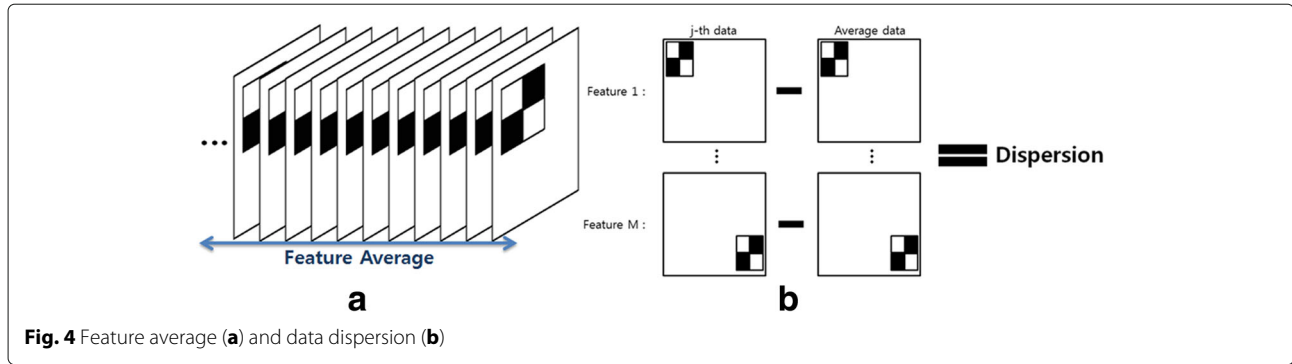 ...
Feature Average
a
j-th data
Average data
Feature 1 :
Feature M :
Dispersion
b
Fig. 4 Feature average (a) and data dispersion (b)